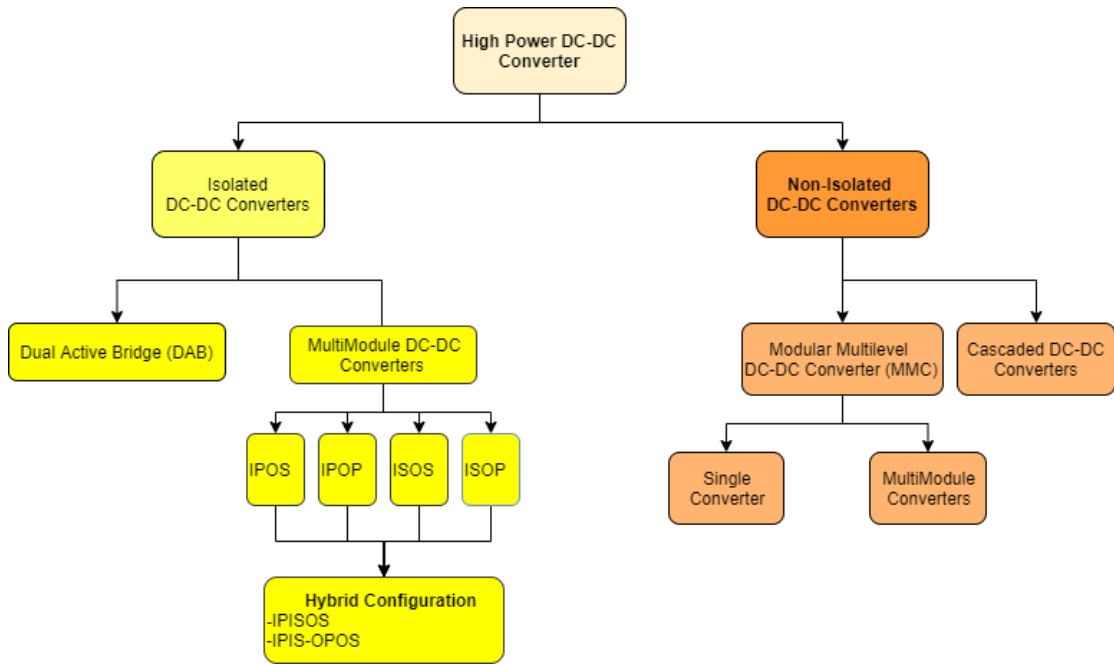 High Power DC-DC
Converter
Isolated
DC-DC Converters
Non-Isolated
DC-DC Converters
Dual Active Bridge (DAB)
MultiModule DC-DC
Converters
Modular Multilevel
DC-DC Converter (MMC)
Cascaded DC-DC
Converters
IPOS
IPOP
ISOS
ISOP
Single
Converter
MultiModule
Converters
Hybrid Configuration
-IPISOS
-IPIS-OPOS